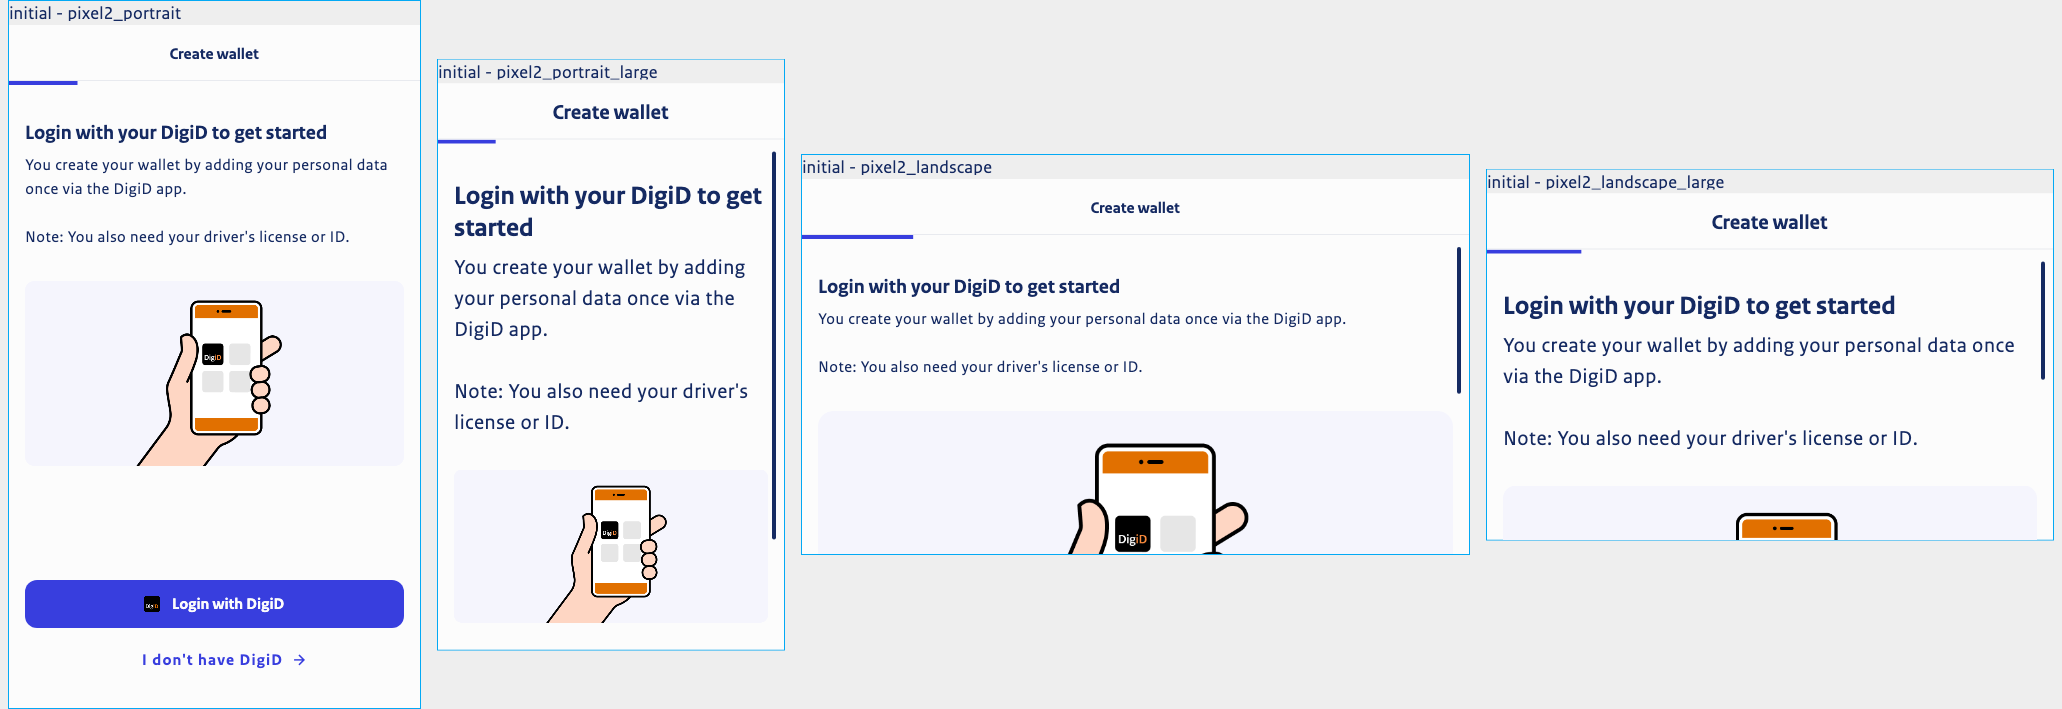 initial - pixel2_portrait
Create wallet
Login with your DigiD to get started
You create your wallet by adding your personal data
once via the DigiD app.
Note: You also need your driver's license or ID.
DigiD
DigiD Login with DigiD
I don't have DigiD →
initial - pixel2_portrait_large
Create wallet
Login with your DigiD to get
started
You create your wallet by adding
your personal data once via the
DigiD app.
Note: You also need your driver's
license or ID.
DigiD
initial - pixel2_landscape
Create wallet
Login with your DigiD to get started
You create your wallet by adding your personal data once via the DigiD app.
Note: You also need your driver's license or ID.
DigiD
initial - pixel2_landscape_large
Create wallet
Login with your DigiD to get started
You create your wallet by adding your personal data once
via the DigiD app.
Note: You also need your driver's license or ID.